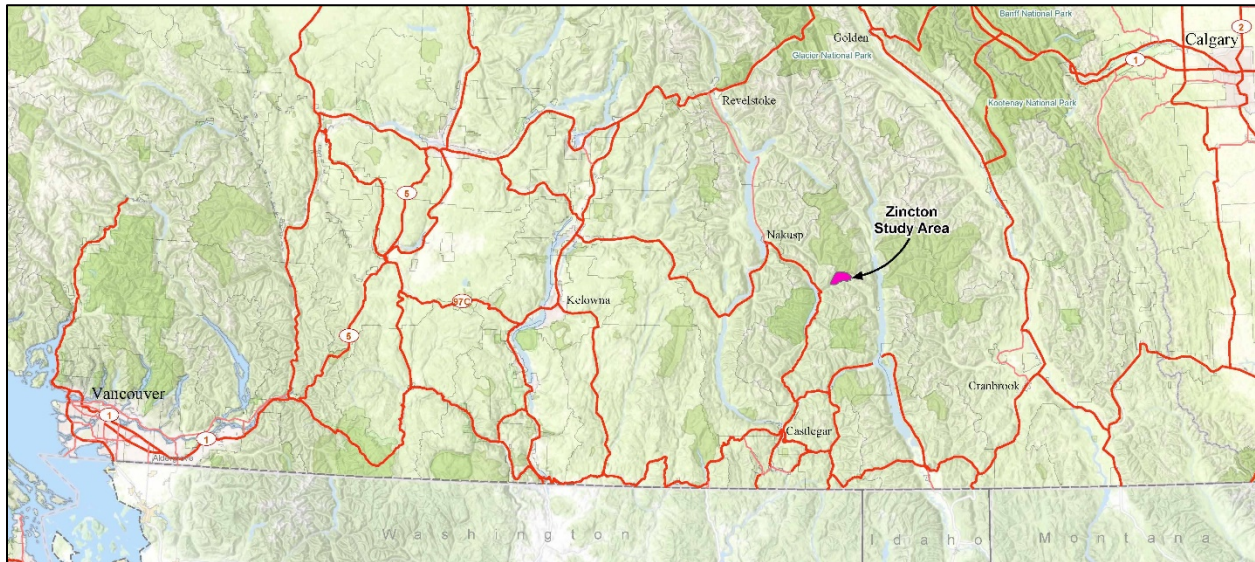 Banff National Park
2
Golden
Calgary
Glacier National Park
1
Kootenay National Park
Revelstoke
5
Zincton
Study Area
Nakusp
97C
Kelowna
5
Cranbrook
Vancouver
1
1
Castlegar
Washington
Idaho
Montana